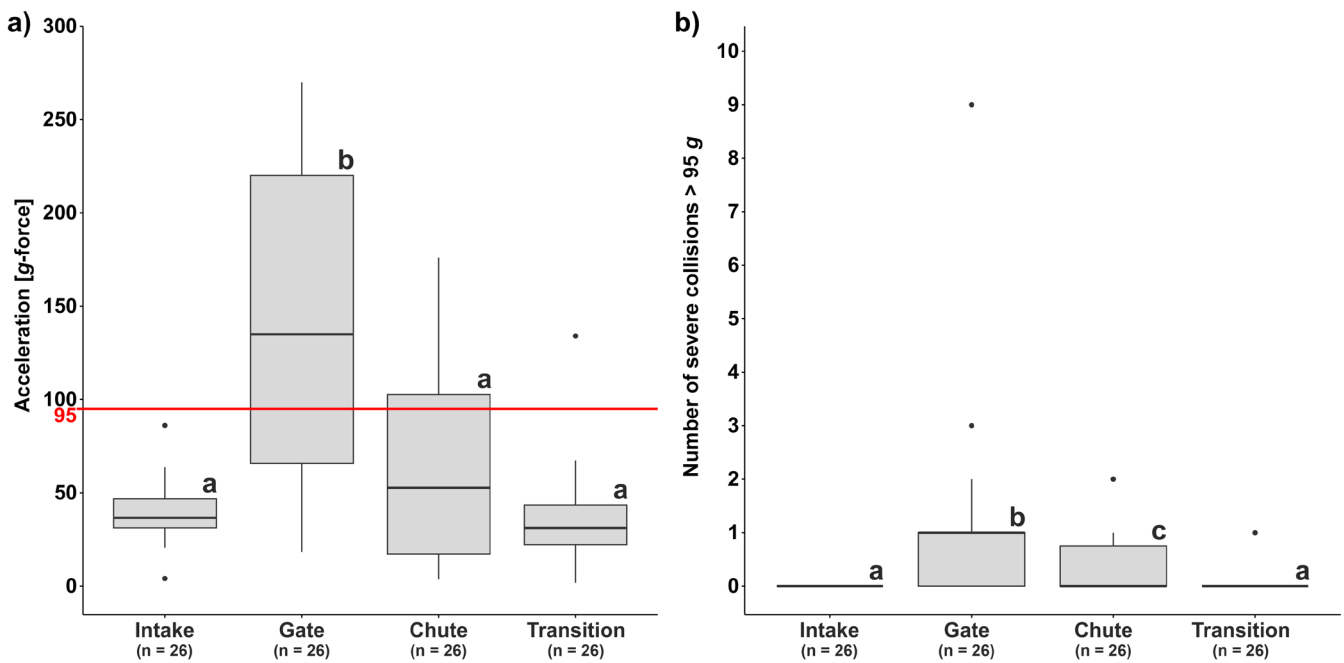 a)
Acceleration [g-force]
300
250
200
150
100
95
50
0
a
b
a
a
Intake
(n = 26)
Gate
(n = 26)
Chute
(n = 26)
Transition
(n = 26)
b)
Number of severe collisions > 95 g
10
9
8
7
6
5
4
3
2
1
0
a
b
c
a
Intake
(n = 26)
Gate
(n = 26)
Chute
(n = 26)
Transition
(n = 26)